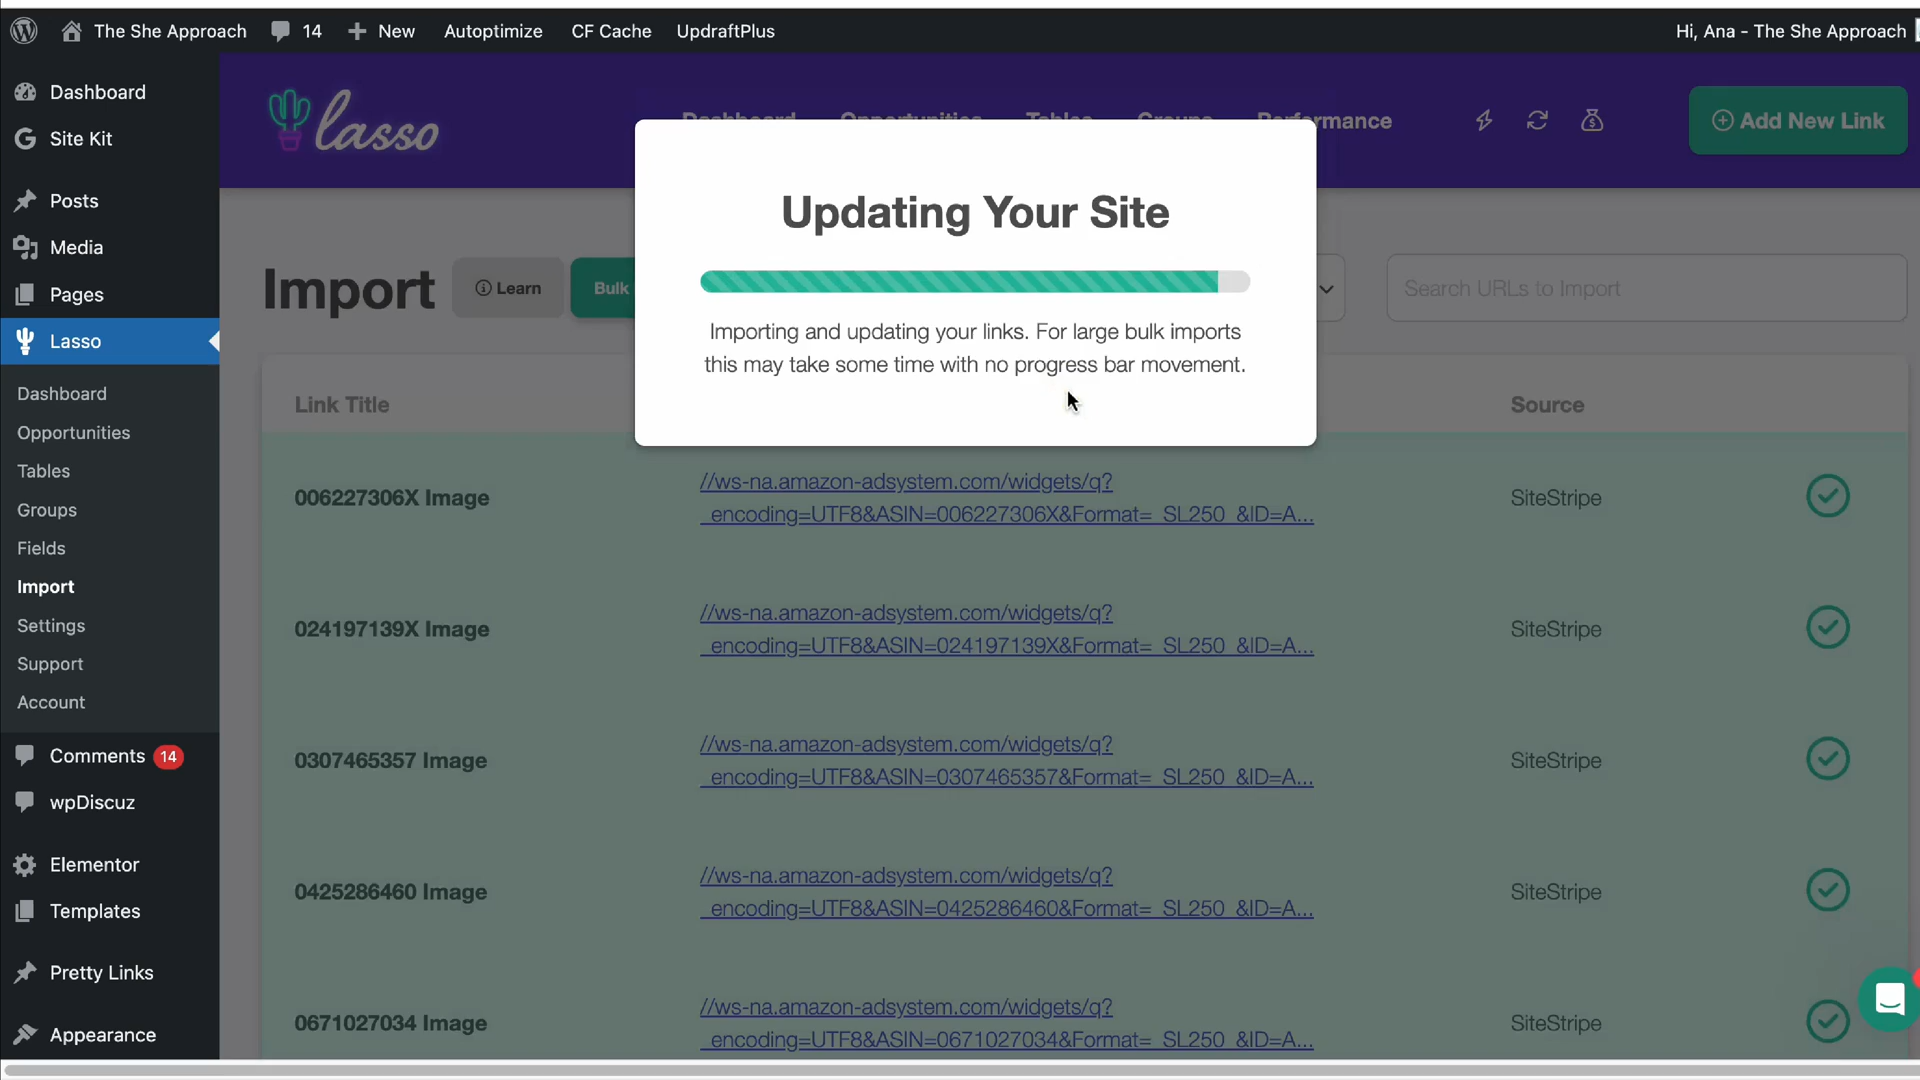 The She Approach 14 New Autoptimize CF Cache UpdraftPlus Hi, Ana - The She Approach
Dashboard
Site Kit
Posts
Media
Pages
Lasso
Dashboard
Opportunities
Tables
Groups
Fields
Import
Settings
Support
Account
Comments 14
wpDiscuz
Elementor
Templates
Pretty Links
Appearance
lasso
Dashboard Opportunities Tables Groups Performance
Add New Link
Updating Your Site
Importing and updating your links. For large bulk imports
this may take some time with no progress bar movement.
Import Learn Bulk
Search URLs to Import
Link Title Source
006227306X Image
//ws-na.amazon-adsystem.com/widgets/q?
_encoding=UTF8&ASIN=006227306X&Format=_SL250_&ID=A...
SiteStripe
024197139X Image
//ws-na.amazon-adsystem.com/widgets/q?
_encoding=UTF8&ASIN=024197139X&Format=_SL250_&ID=A...
SiteStripe
0307465357 Image
//ws-na.amazon-adsystem.com/widgets/q?
_encoding=UTF8&ASIN=0307465357&Format=_SL250_&ID=A...
SiteStripe
0425286460 Image
//ws-na.amazon-adsystem.com/widgets/q?
_encoding=UTF8&ASIN=0425286460&Format=_SL250_&ID=A...
SiteStripe
0671027034 Image
//ws-na.amazon-adsystem.com/widgets/q?
_encoding=UTF8&ASIN=0671027034&Format=_SL250_&ID=A...
SiteStripe